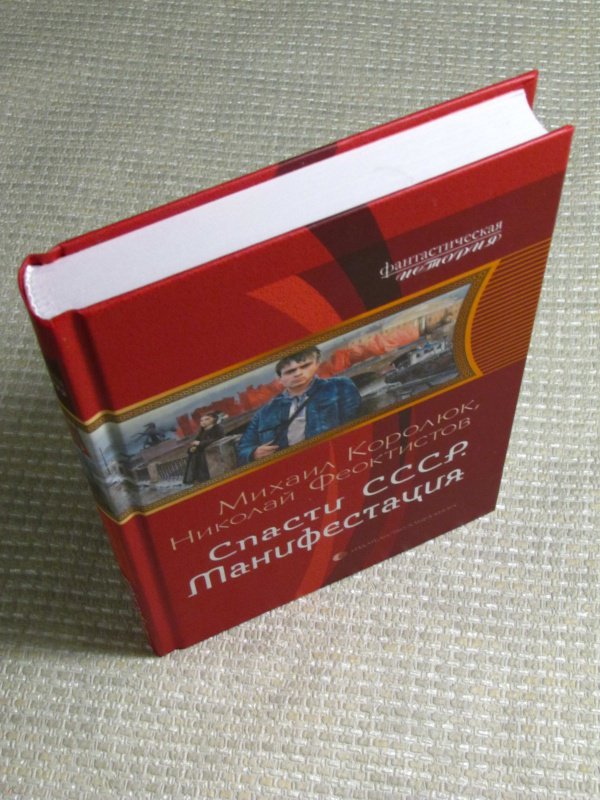 фантастическая
история
Михаил Королюк,
Николай Феоктистов
Спасти СССР.
Манифестация